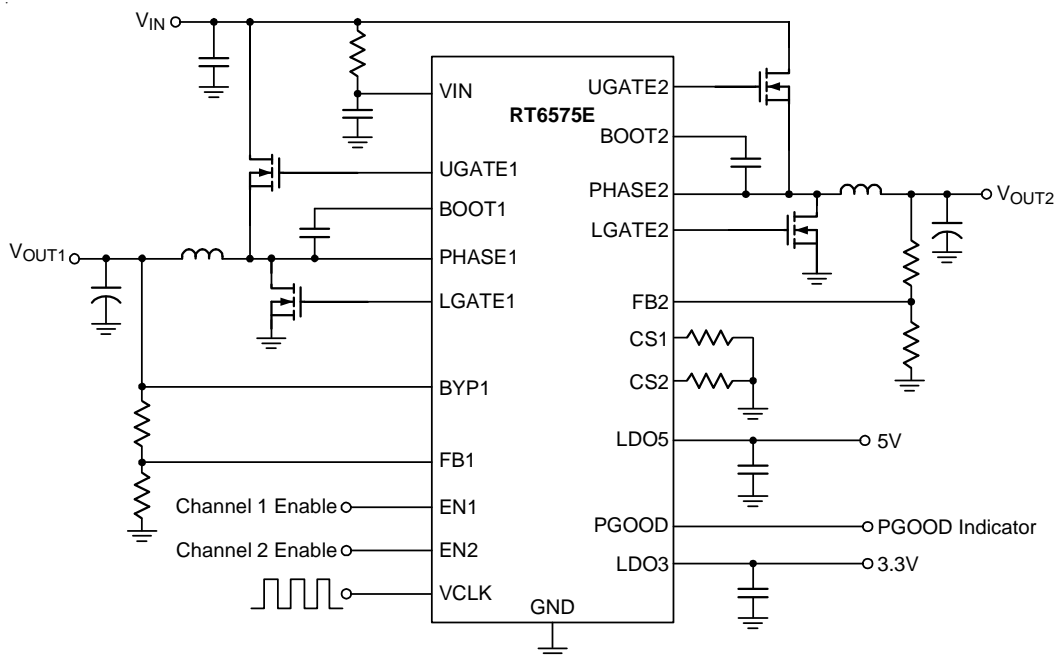 VIN
VIN
RT6575E
UGATE2
BOOT2
UGATE1
BOOT1
PHASE2
VOUT2
LGATE2
VOUT1
PHASE1
LGATE1
FB2
CS1
CS2
BYP1
LDO5
5V
FB1
Channel 1 Enable
EN1
PGOOD
PGOOD Indicator
Channel 2 Enable
EN2
LDO3
3.3V
VCLK
GND